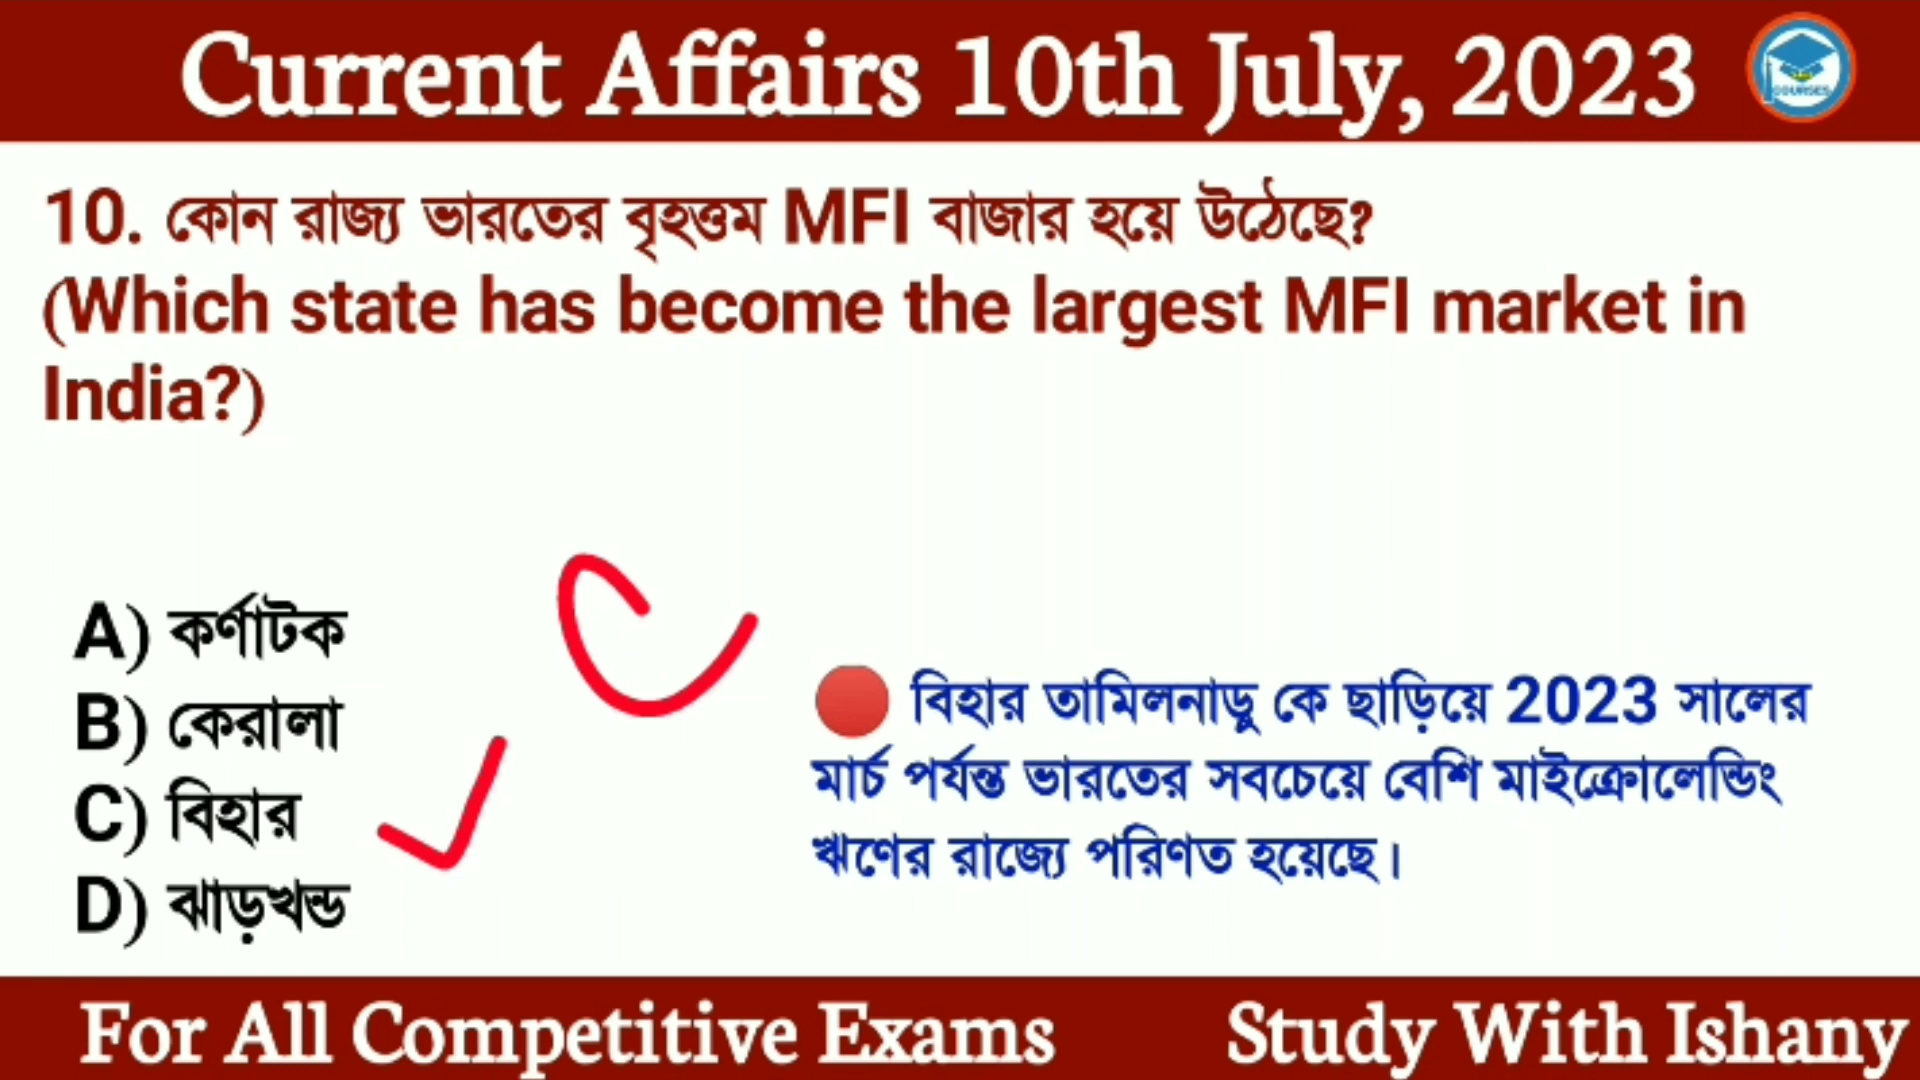 Current Affairs 10th July, 2023
COURSES
10. কোন রাজ্য ভারতের বৃহত্তম MFI বাজার হয়ে উঠেছে?
(Which state has become the largest MFI market in
India?)
A) কর্ণাটক
B) কেরালা
C) বিহার
D) ঝাড়খন্ড
বিহার তামিলনাড়ু কে ছাড়িয়ে 2023 সালের
মার্চ পর্যন্ত ভারতের সবচেয়ে বেশি মাইক্রোলেন্ডিং
ঋণের রাজ্যে পরিণত হয়েছে।
For All Competitive Exams
Study With Ishany